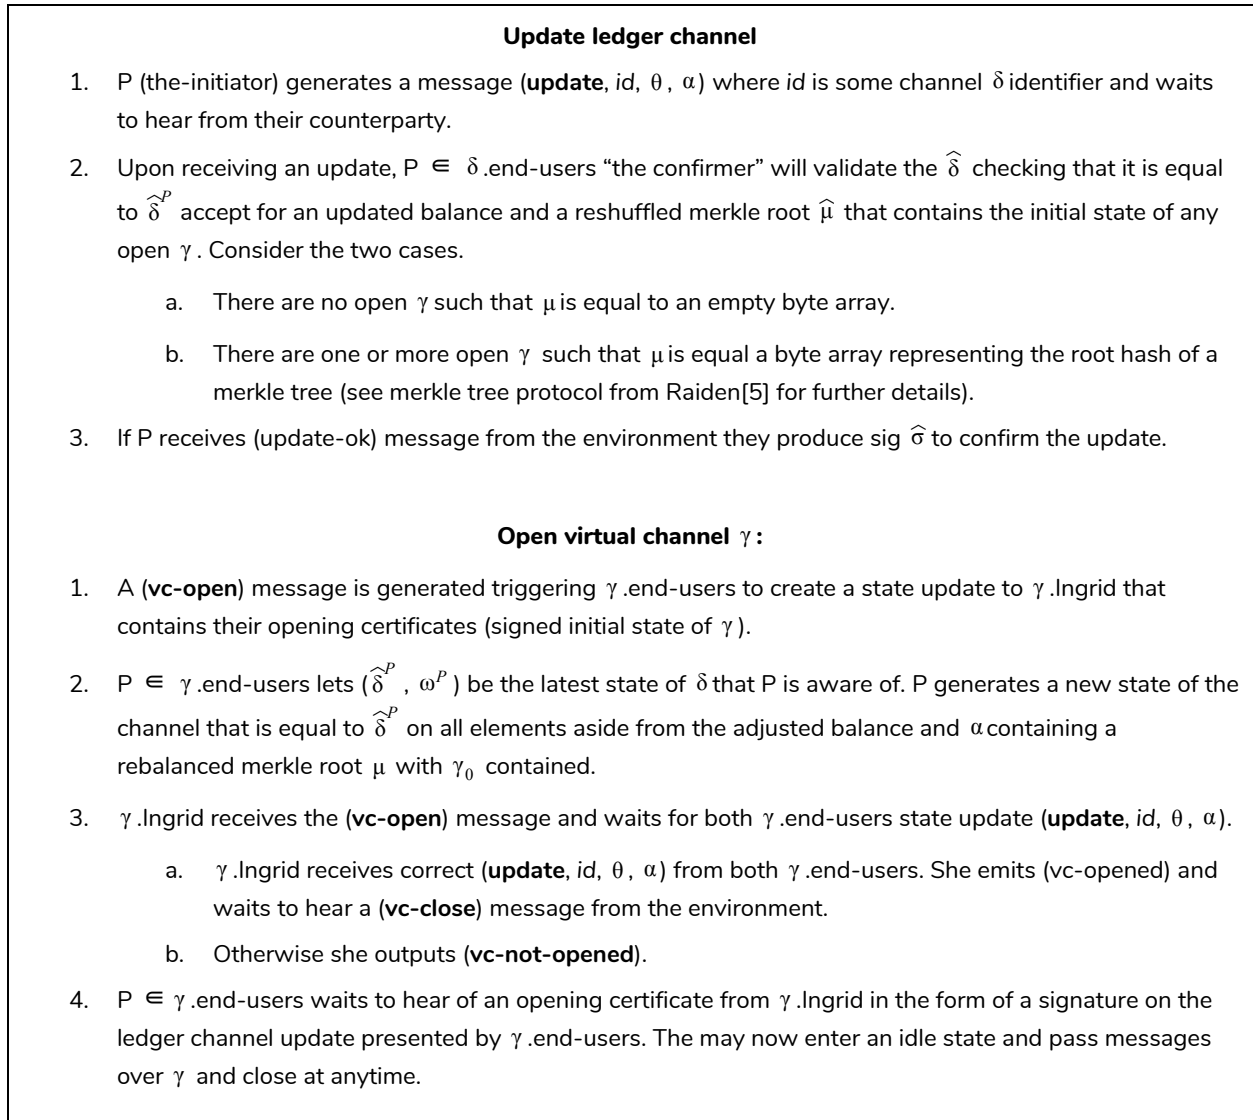 Update ledger channel
1. P (the-initiator) generates a message (update, id, θ, α) where id is some channel δ identifier and waits
to hear from their counterparty.
2. Upon receiving an update, P ∈ δ.end-users “the confirmer” will validate the δ̂ checking that it is equal
to δ̂ᴾ accept for an updated balance and a reshuffled merkle root μ̂ that contains the initial state of any
open γ. Consider the two cases.
a. There are no open γ such that μ is equal to an empty byte array.
b. There are one or more open γ such that μ is equal a byte array representing the root hash of a
merkle tree (see merkle tree protocol from Raiden[5] for further details).
3. If P receives (update-ok) message from the environment they produce sig σ̂ to confirm the update.
Open virtual channel γ:
1. A (vc-open) message is generated triggering γ.end-users to create a state update to γ.Ingrid that
contains their opening certificates (signed initial state of γ).
2. P ∈ γ.end-users lets (δ̂ᴾ, ωᴾ) be the latest state of δ that P is aware of. P generates a new state of the
channel that is equal to δ̂ᴾ on all elements aside from the adjusted balance and α containing a
rebalanced merkle root μ with γ₀ contained.
3. γ.Ingrid receives the (vc-open) message and waits for both γ.end-users state update (update, id, θ, α).
a. γ.Ingrid receives correct (update, id, θ, α) from both γ.end-users. She emits (vc-opened) and
waits to hear a (vc-close) message from the environment.
b. Otherwise she outputs (vc-not-opened).
4. P ∈ γ.end-users waits to hear of an opening certificate from γ.Ingrid in the form of a signature on the
ledger channel update presented by γ.end-users. The may now enter an idle state and pass messages
over γ and close at anytime.